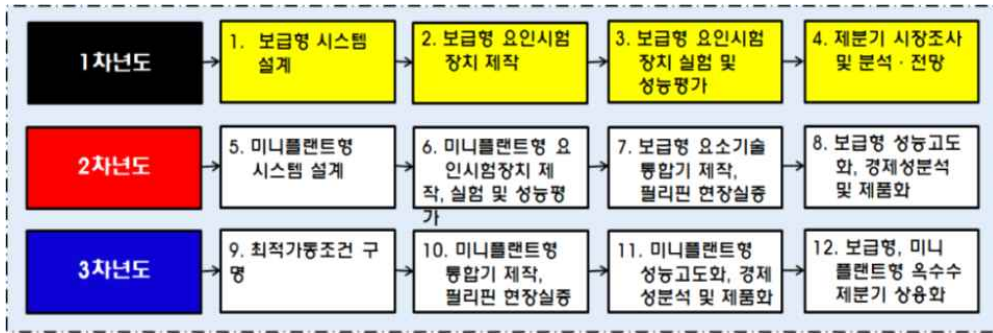 1차년도
1. 보급형 시스템
설계
2. 보급형 요인시험
장치 제작
3. 보급형 요인시험
장치 실험 및
성능평가
4. 제분기 시장조사
및 분석·전망
2차년도
5. 미니플랜트형
시스템 설계
6. 미니플랜트형 요
인시험장치 제
작, 실험 및 성능평
가
7. 보급형 요소기술
통합기 제작,
필리핀 현장실증
8. 보급형 성능고도
화, 경제성분석
및 제품화
3차년도
9. 최적가동조건 구
명
10. 미니플랜트형
통합기 제작,
필리핀 현장실증
11. 미니플랜트형
성능고도화, 경제
성분석 및 제품화
12. 보급형, 미니
플랜트형 옥수수
제분기 상용화